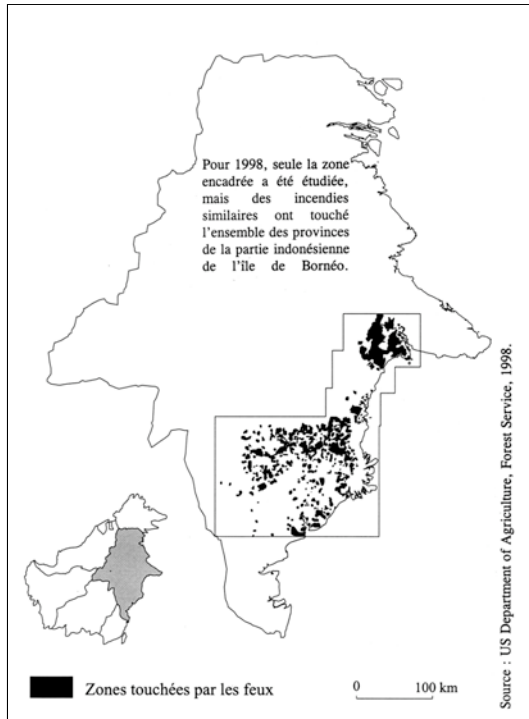 Pour 1998, seule la zone
encadrée a été étudiée,
mais des incendies
similaires ont touché
l'ensemble des provinces
de la partie indonésienne
de l'île de Bornéo.
Source : US Department of Agriculture, Forest Service, 1998.
Zones touchées par les feux
0 100 km